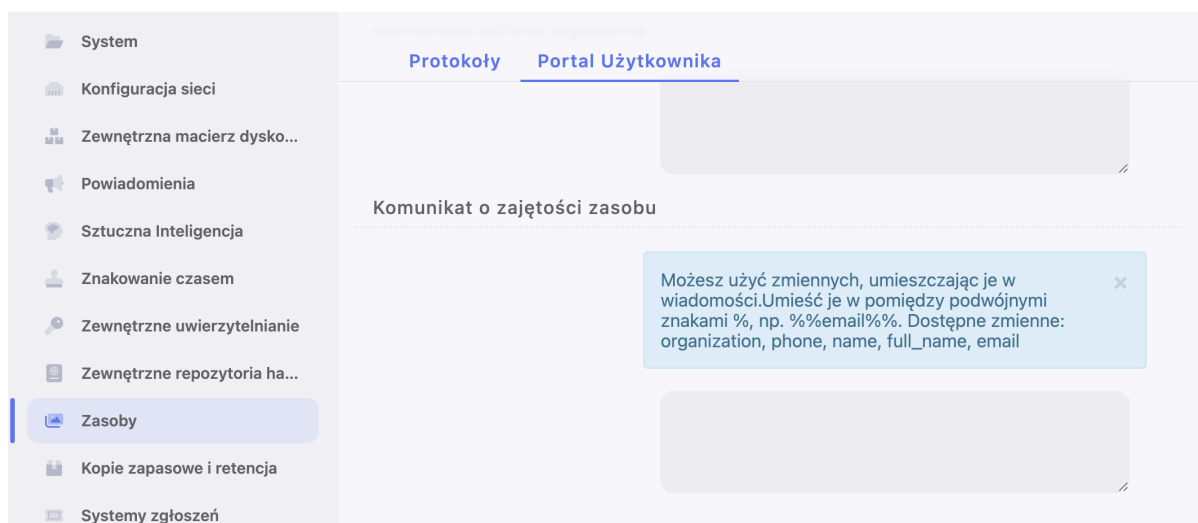 System
Konfiguracja sieci
Zewnętrzna macierz dysko...
Powiadomienia
Sztuczna Inteligencja
Znakowanie czasem
Zewnętrzne uwierzytelnianie
Zewnętrzne repozytoria ha...
Zasoby
Kopie zapasowe i retencja
Systemy zgłoszeń
Protokoły
Portal Użytkownika
Komunikat o zajętości zasobu
Możesz użyć zmiennych, umieszczając je w
wiadomości.Umieść je w pomiędzy podwójnymi
znakami %, np. %%email%%. Dostępne zmienne:
organization, phone, name, full_name, email